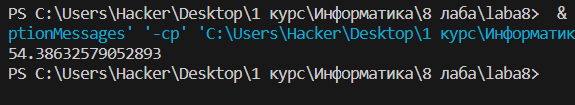 PS C:\Users\Hacker\Desktop\1 курс\Информатика\8 лаба\laba8>  &
ptionMessages' '-cp' 'C:\Users\Hacker\Desktop\1 курс\Информатик
54.38632579052893
PS C:\Users\Hacker\Desktop\1 курс\Информатика\8 лаба\laba8>